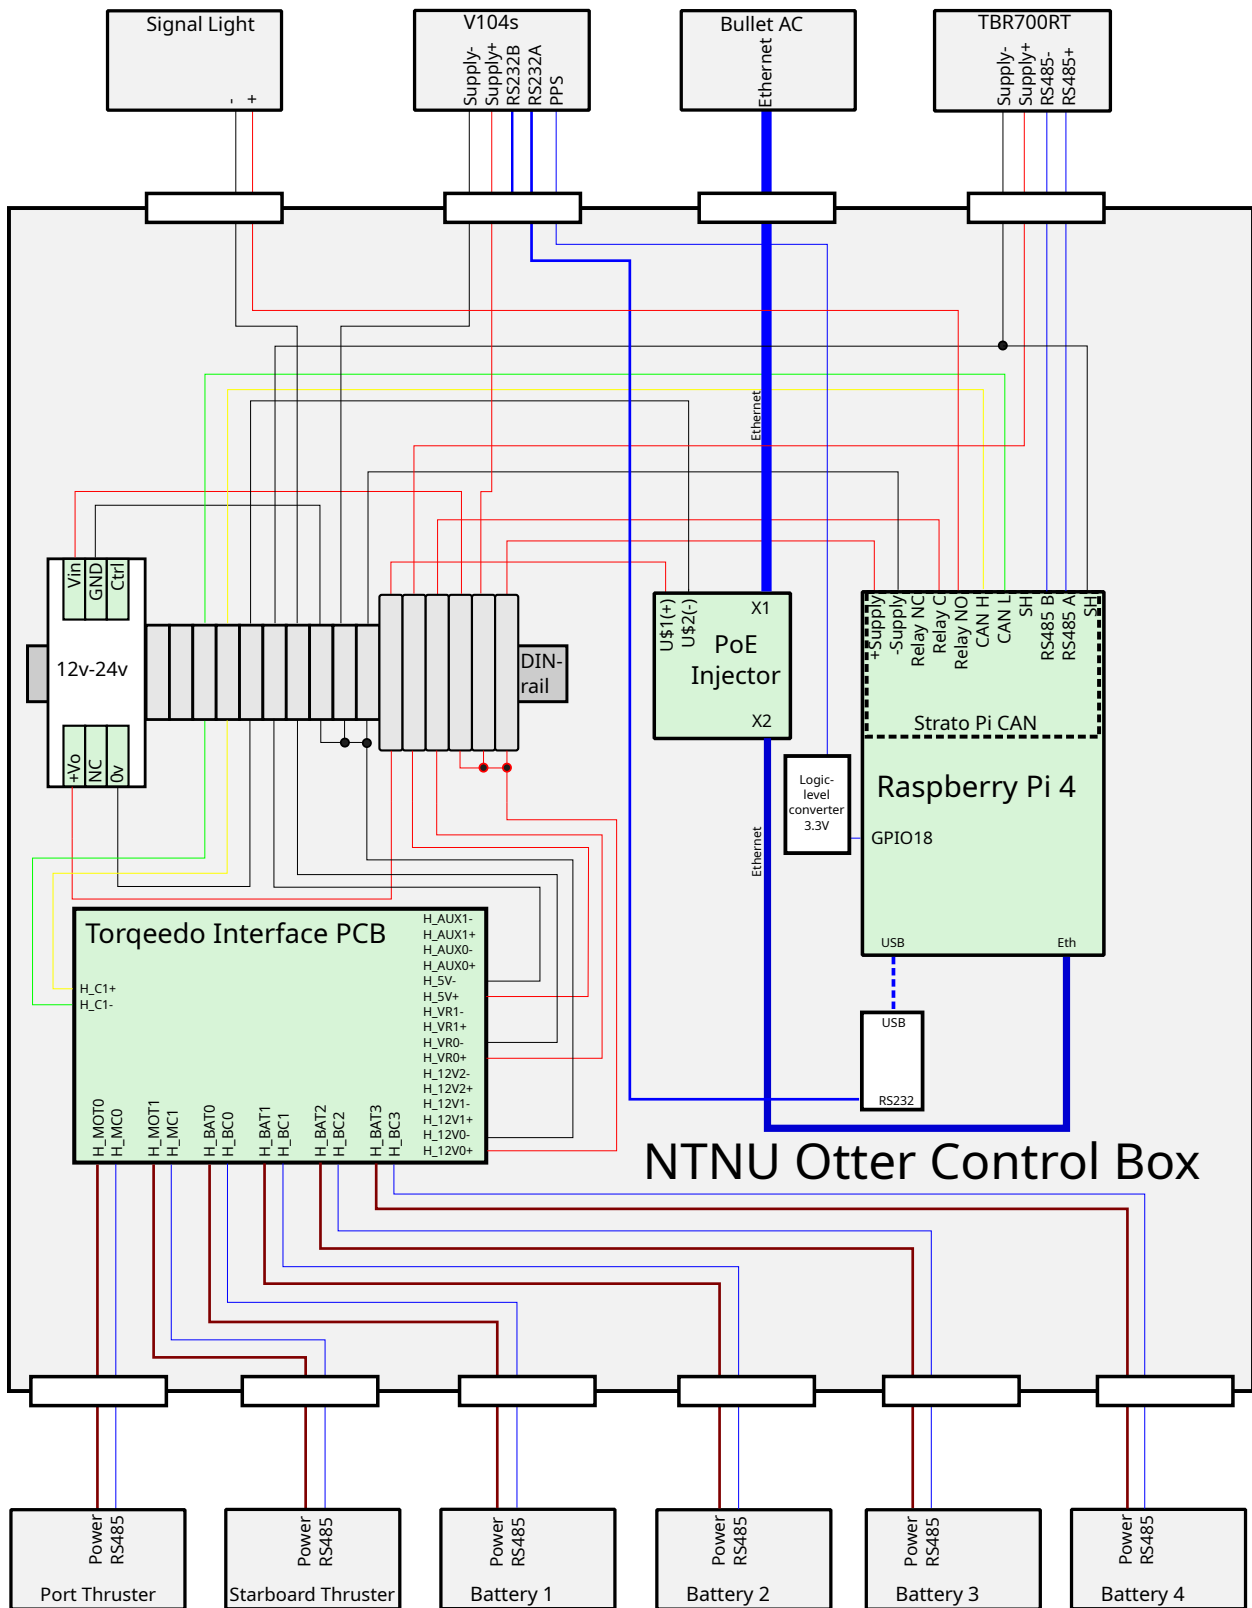 Signal Light
-
+
V104s
Supply-
Supply+
RS232B
RS232A
PPS
Bullet AC
Ethernet
TBR700RT
Supply-
Supply+
RS485-
RS485+
Ethernet
Vin
GND
Ctrl
12v-24v
+Vo
NC
0v
DIN-
rail
U$1(+)
U$2(-)
X1
PoE
Injector
X2
+Supply
-Supply
Relay NC
Relay C
Relay NO
CAN H
CAN L
SH
RS485 B
RS485 A
SH
Strato Pi CAN
Raspberry Pi 4
Logic-
level
converter
3.3V
GPIO18
Ethernet
USB
Eth
USB
RS232
Torqeedo Interface PCB
H_C1+
H_C1-
H_AUX1-
H_AUX1+
H_AUX0-
H_AUX0+
H_5V-
H_5V+
H_VR1-
H_VR1+
H_VR0-
H_VR0+
H_12V2-
H_12V2+
H_12V1-
H_12V1+
H_12V0-
H_12V0+
H_MOT0
H_MC0
H_MOT1
H_MC1
H_BAT0
H_BC0
H_BAT1
H_BC1
H_BAT2
H_BC2
H_BAT3
H_BC3
NTNU Otter Control Box
Power
RS485
Port Thruster
Power
RS485
Starboard Thruster
Power
RS485
Battery 1
Power
RS485
Battery 2
Power
RS485
Battery 3
Power
RS485
Battery 4